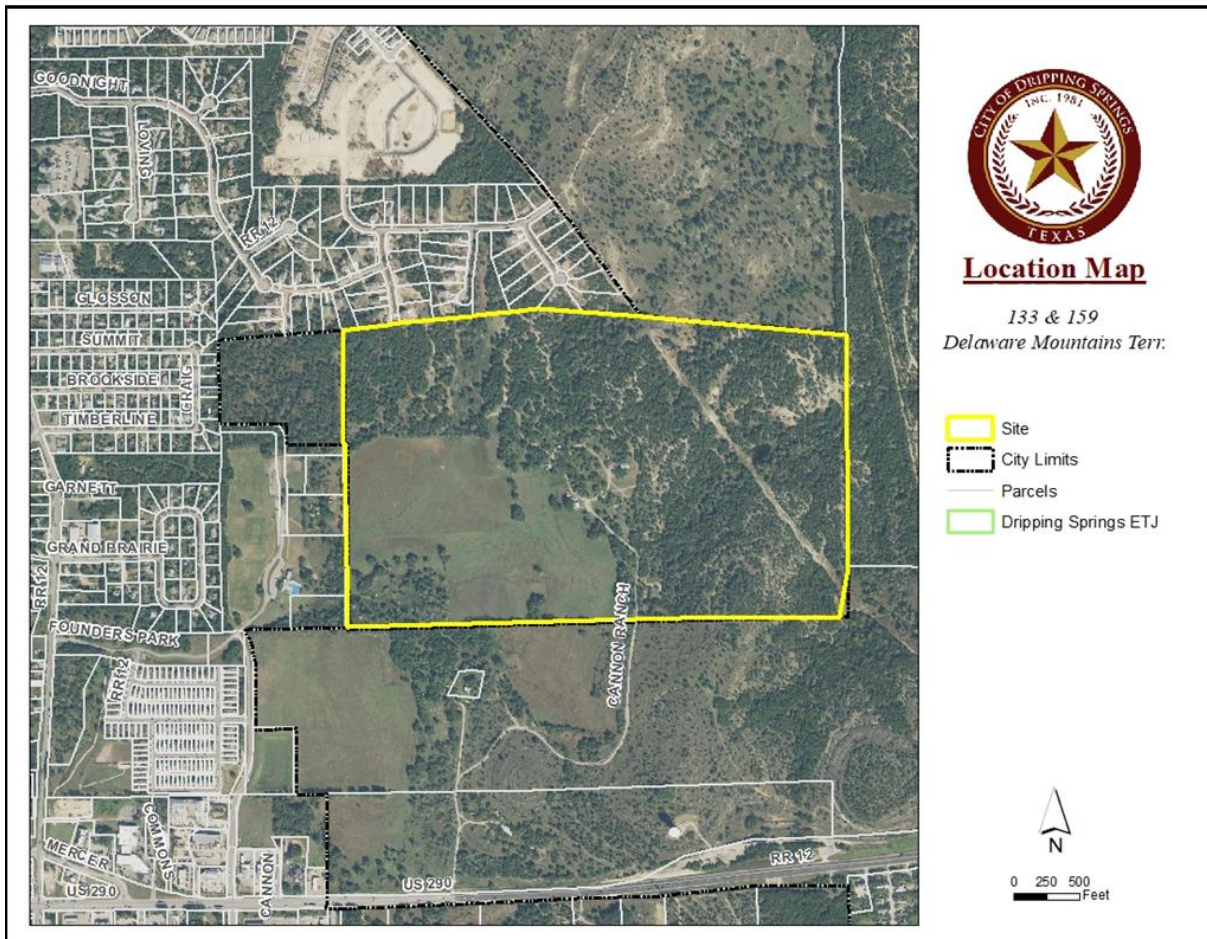 GOODNIGHT
LOVING
RR 12
GLOSSON
SUMMIT
BROOKSIDE
CRAIG
TIMBERLINE
GARNETT
GRAND PRAIRIE
RR 12
FOUNDERS PARK
RR 12
CANNON RANCH
COMMONS
MERCER
US 290
CANNON
US 290
RR 12
CITY OF DRIPPING SPRINGS
INC. 1981
TEXAS
Location Map
133 & 159
Delaware Mountains Terr.
Site
City Limits
Parcels
Dripping Springs ETJ
N
0 250 500
Feet